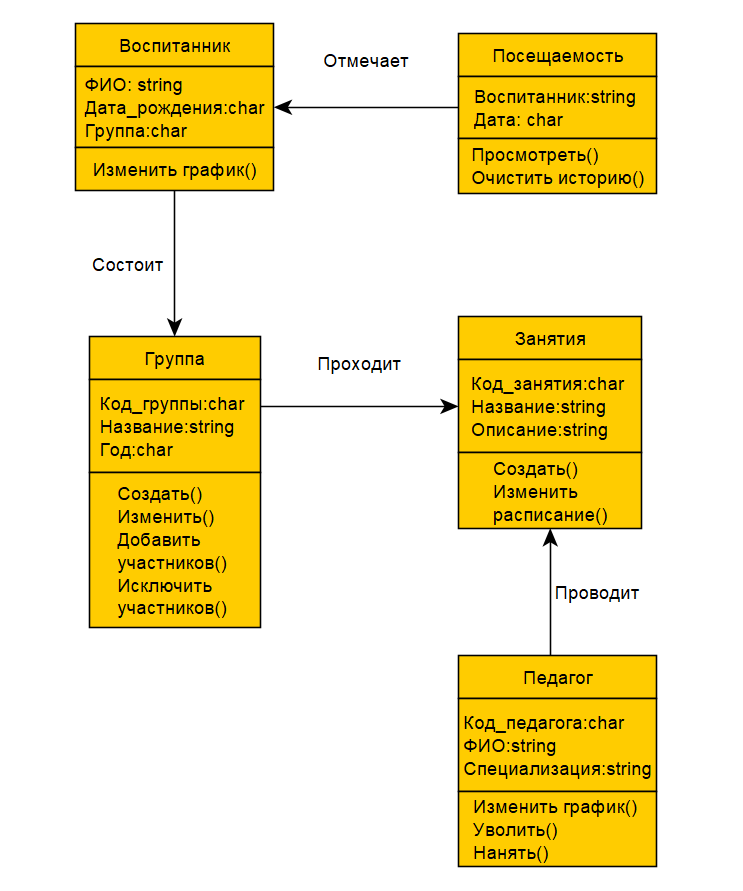 Воспитанник
ФИО: string
Дата_рождения:char
Группа:char
Изменить график()
Отмечает
Посещаемость
Воспитанник:string
Дата: char
Просмотреть()
Очистить историю()
Состоит
Группа
Код_группы:char
Название:string
Год:char
Создать()
Изменить()
Добавить
участников()
Исключить
участников()
Проходит
Занятия
Код_занятия:char
Название:string
Описание:string
Создать()
Изменить
расписание()
Проводит
Педагог
Код_педагога:char
ФИО:string
Специализация:string
Изменить график()
Уволить()
Нанять()